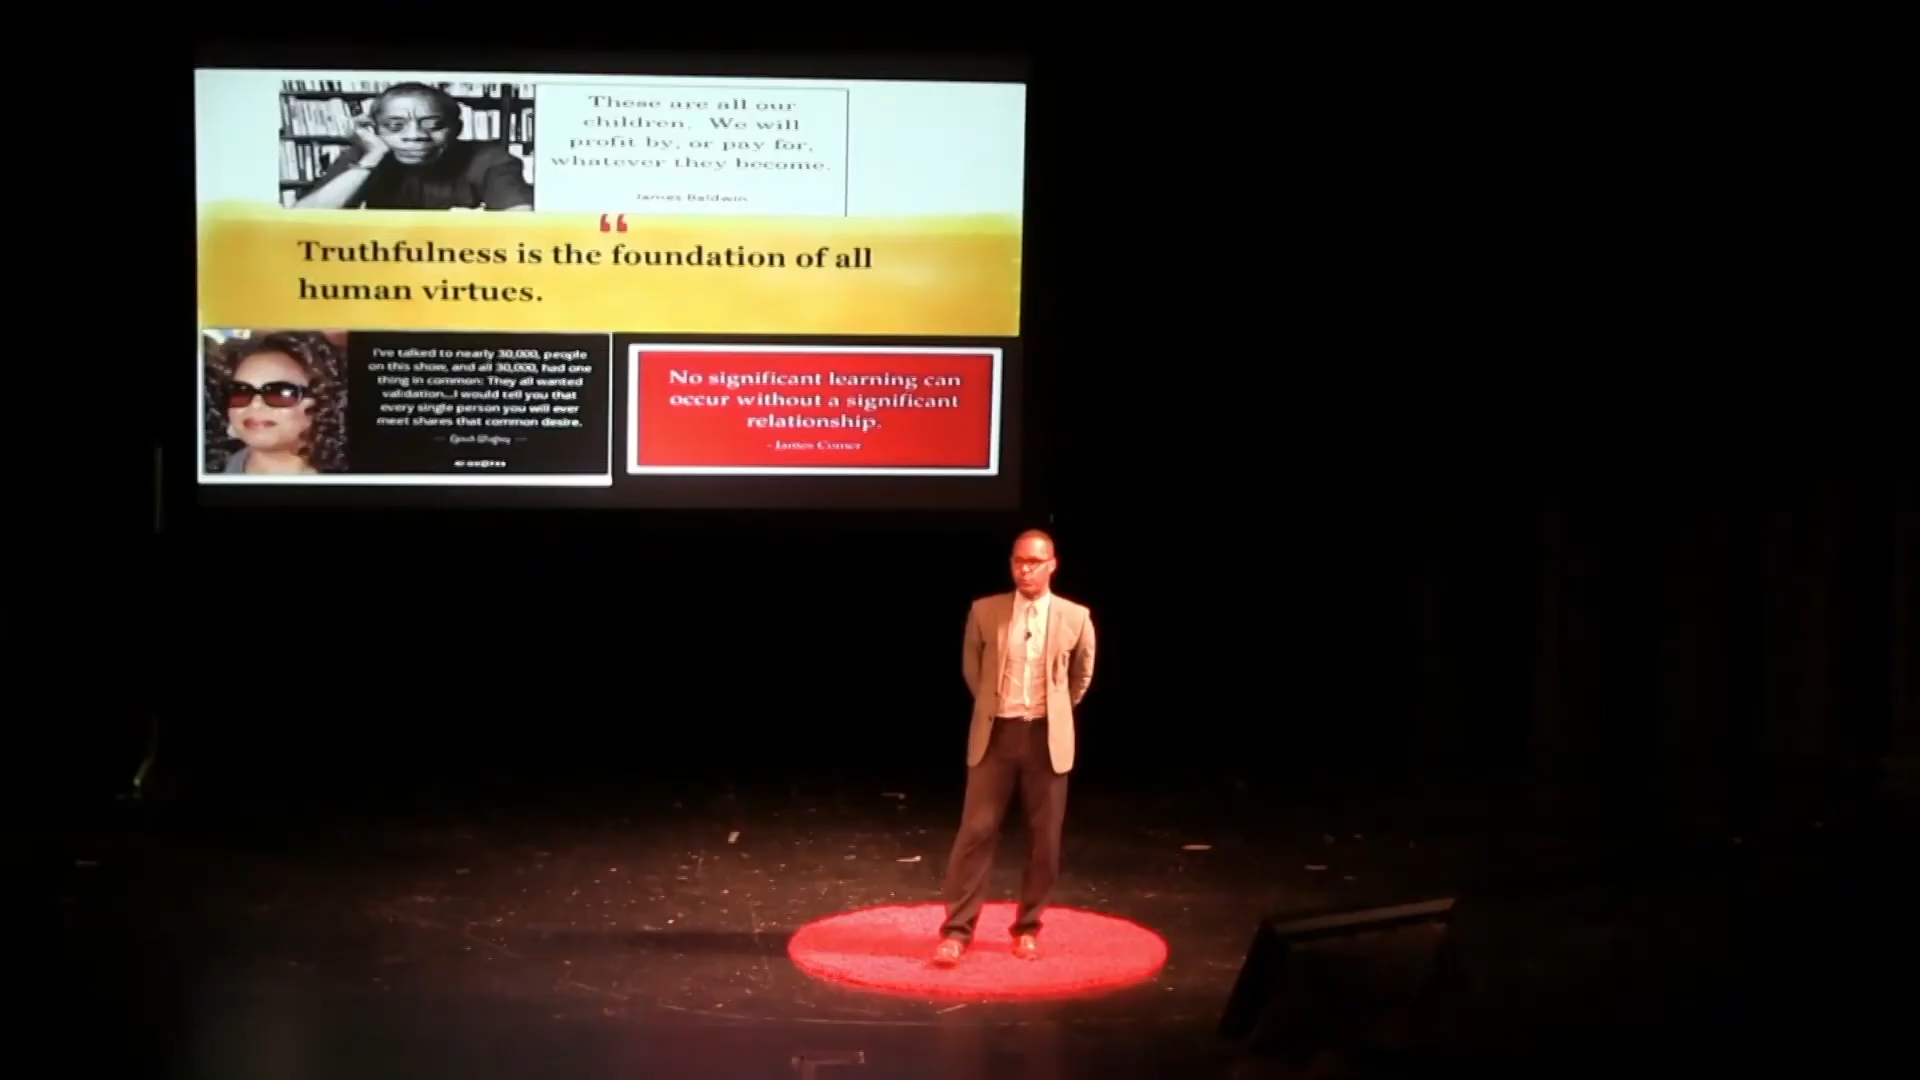 These are all our
children. We will
profit by, or pay for,
whatever they become.
James Baldwin
“
Truthfulness is the foundation of all
human virtues.
I've talked to nearly 30,000, people
on this show, and all 30,000, had one
thing in common: They all wanted
validation...I would tell you that
every single person you will ever
meet shares that common desire.
No significant learning can
occur without a significant
relationship.
- James Comer